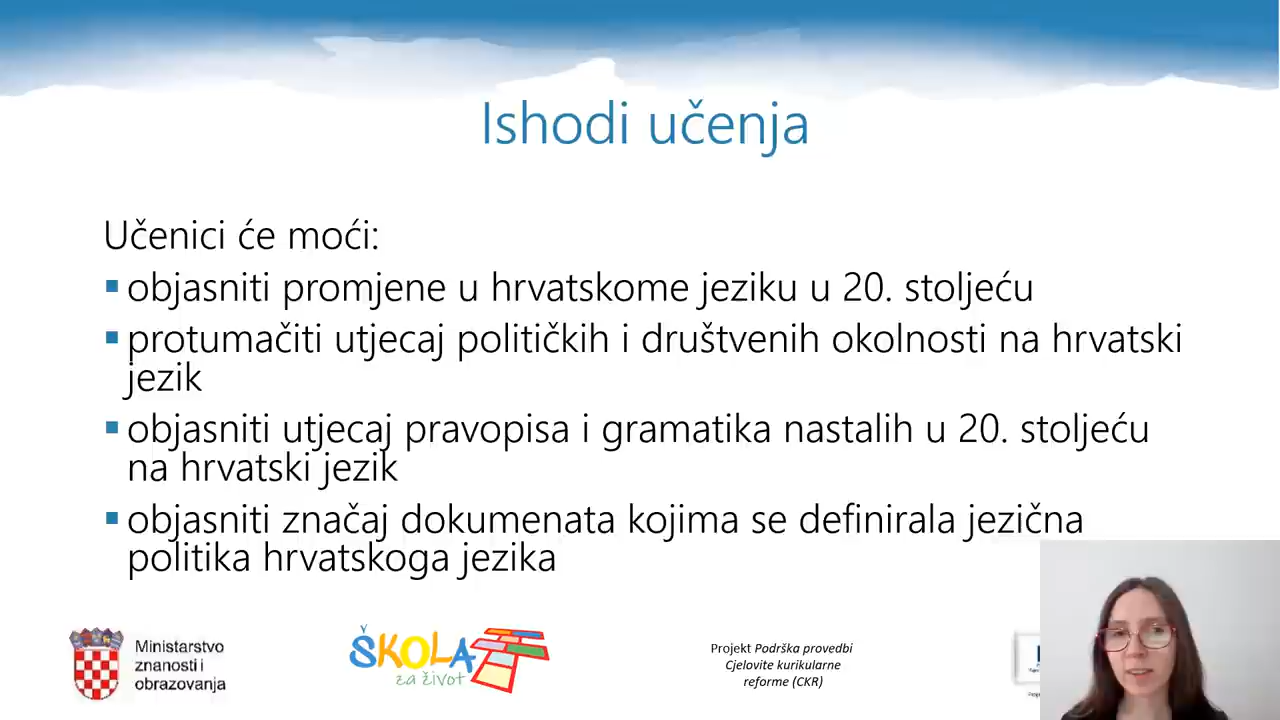 Ishodi učenja
Učenici će moći:
objasniti promjene u hrvatskome jeziku u 20. stoljeću
protumačiti utjecaj političkih i društvenih okolnosti na hrvatski
jezik
objasniti utjecaj pravopisa i gramatika nastalih u 20. stoljeću
na hrvatski jezik
objasniti značaj dokumenata kojima se definirala jezična
politika hrvatskoga jezika
Ministarstvo
znanosti i
obrazovanja
ŠKOLA
za život
Projekt Podrška provedbi
Cjelovite kurikularne
reforme (CKR)